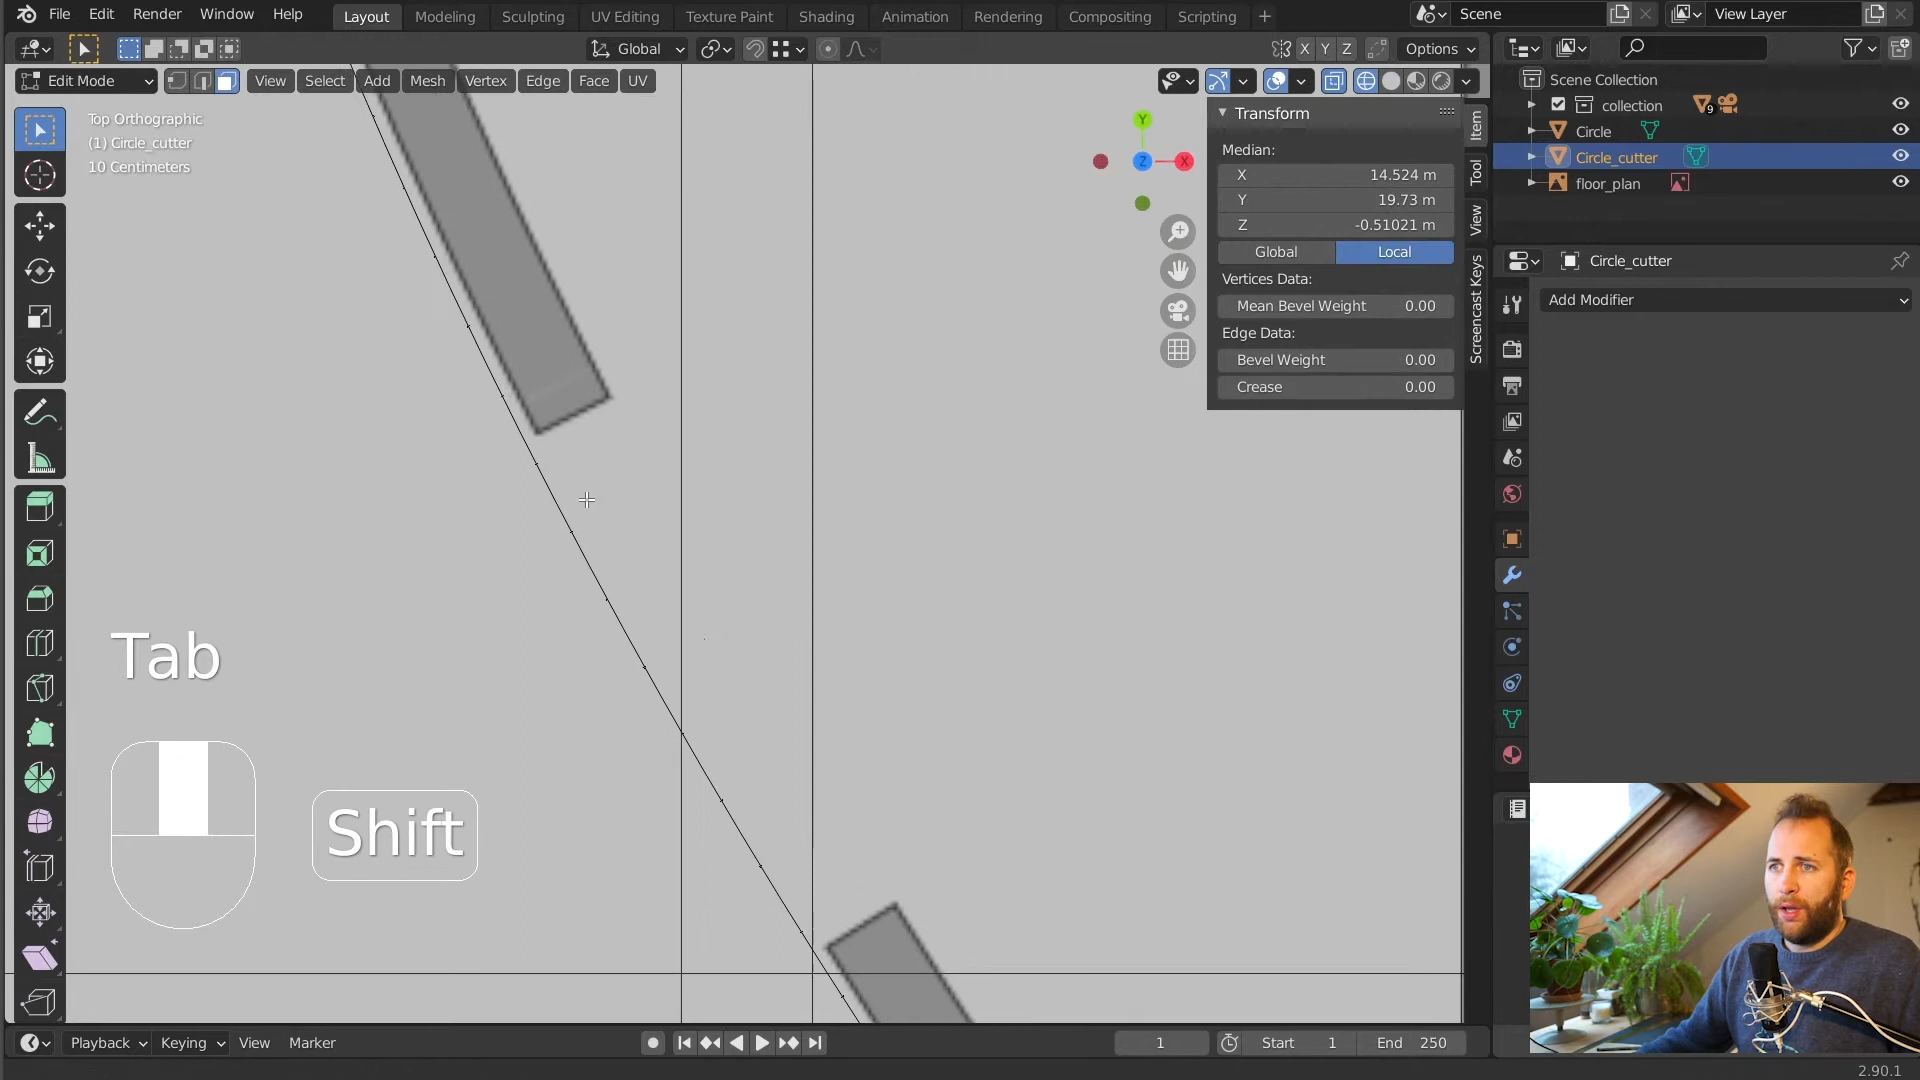 File Edit Render Window Help Layout Modeling Sculpting UV Editing Texture Paint Shading Animation Rendering Compositing Scripting + Scene View Layer
Global X Y Z Options
Edit Mode View Select Add Mesh Vertex Edge Face UV
Top Orthographic
(1) Circle_cutter
10 Centimeters
Y
Z
X
Transform
Median:
X 14.524 m
Y 19.73 m
Z -0.51021 m
Global Local
Vertices Data:
Mean Bevel Weight 0.00
Edge Data:
Bevel Weight 0.00
Crease 0.00
Item
Tool
View
Screencast Keys
Scene Collection
collection 9
Circle
Circle_cutter
floor_plan
Circle_cutter
Add Modifier
Tab
Shift
Playback Keying View Marker 1 Start 1 End 250
2.90.1